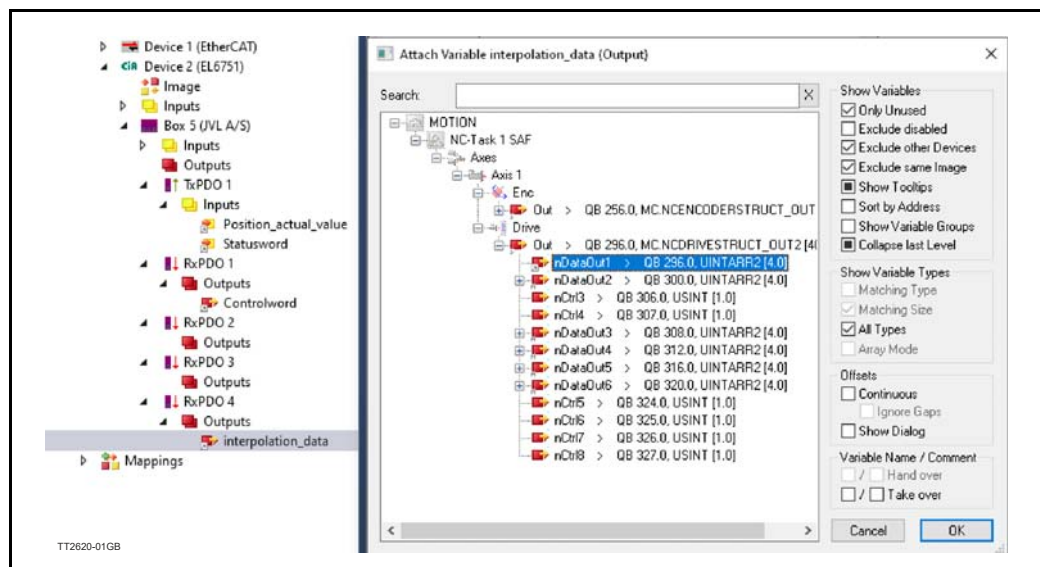 Device 1 (EtherCAT)
CiA Device 2 (EL6751)
Image
Inputs
Box 5 (JVL A/S)
Inputs
Outputs
TxPDO 1
Inputs
Position_actual_value
Statusword
RxPDO 1
Outputs
Controlword
RxPDO 2
Outputs
RxPDO 3
Outputs
RxPDO 4
Outputs
interpolation_data
Mappings
TT2620-01GB
Attach Variable interpolation_data (Output)
Search:
MOTION
NC-Task 1 SAF
Axes
Axis 1
Enc
Out > QB 256.0, MC.NCENCODERSTRUCT_OUT
Drive
Out > QB 296.0, MC.NCDRIVESTRUCT_OUT2 [4(
nDataOut1 > QB 296.0, UINTARR2 [4.0]
nDataOut2 > QB 300.0, UINTARR2 [4.0]
nCtrl3 > QB 306.0, USINT [1.0]
nCtrl4 > QB 307.0, USINT [1.0]
nDataOut3 > QB 308.0, UINTARR2 [4.0]
nDataOut4 > QB 312.0, UINTARR2 [4.0]
nDataOut5 > QB 316.0, UINTARR2 [4.0]
nDataOut6 > QB 320.0, UINTARR2 [4.0]
nCtrl5 > QB 324.0, USINT [1.0]
nCtrl6 > QB 325.0, USINT [1.0]
nCtrl7 > QB 326.0, USINT [1.0]
nCtrl8 > QB 327.0, USINT [1.0]
Show Variables
Only Unused
Exclude disabled
Exclude other Devices
Exclude same Image
Show Tooltips
Sort by Address
Show Variable Groups
Collapse last Level
Show Variable Types
Matching Type
Matching Size
All Types
Array Mode
Offsets
Continuous
Ignore Gaps
Show Dialog
Variable Name / Comment
/ Hand over
/ Take over
Cancel OK